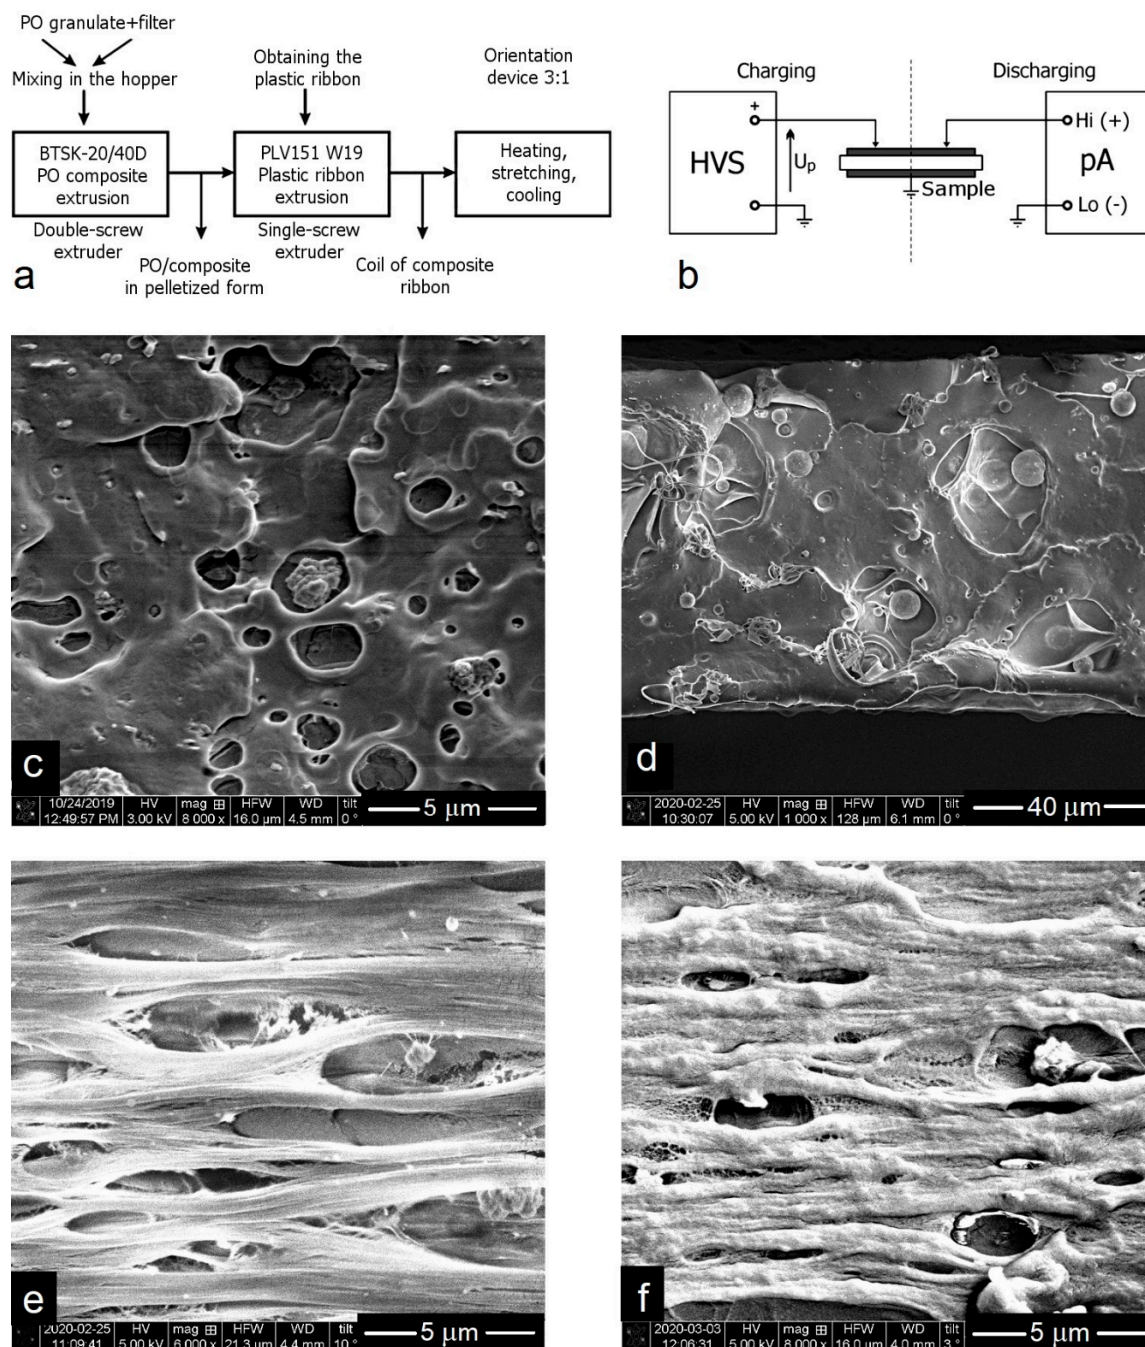 PO granulate+filter
Mixing in the hopper
Obtaining the
plastic ribbon
Orientation
device 3:1
BTSK-20/40D
PO composite
extrusion
PLV151 W19
Plastic ribbon
extrusion
Heating,
stretching,
cooling
Double-screw
extruder
Single-screw
extruder
PO/composite
in pelletized form
Coil of composite
ribbon
a
Charging
Discharging
+
HVS
Up
Hi (+)
pA
Sample
Lo (-)
b
c
10/24/2019 HV mag HFW WD tilt
12:49:57 PM 3.00 kV 8 000 x 16.0 µm 4.5 mm 0 °
5 µm
d
2020-02-25 HV mag HFW WD tilt
10:30:07 5.00 kV 1 000 x 128 µm 6.1 mm 0 °
40 µm
e
2020-02-25 HV mag HFW WD tilt
11:09:41 5.00 kV 6 000 x 21.3 µm 4.4 mm 10 °
5 µm
f
2020-03-03 HV mag HFW WD tilt
12:06:31 5.00 kV 8 000 x 16.0 µm 4.0 mm 3 °
5 µm